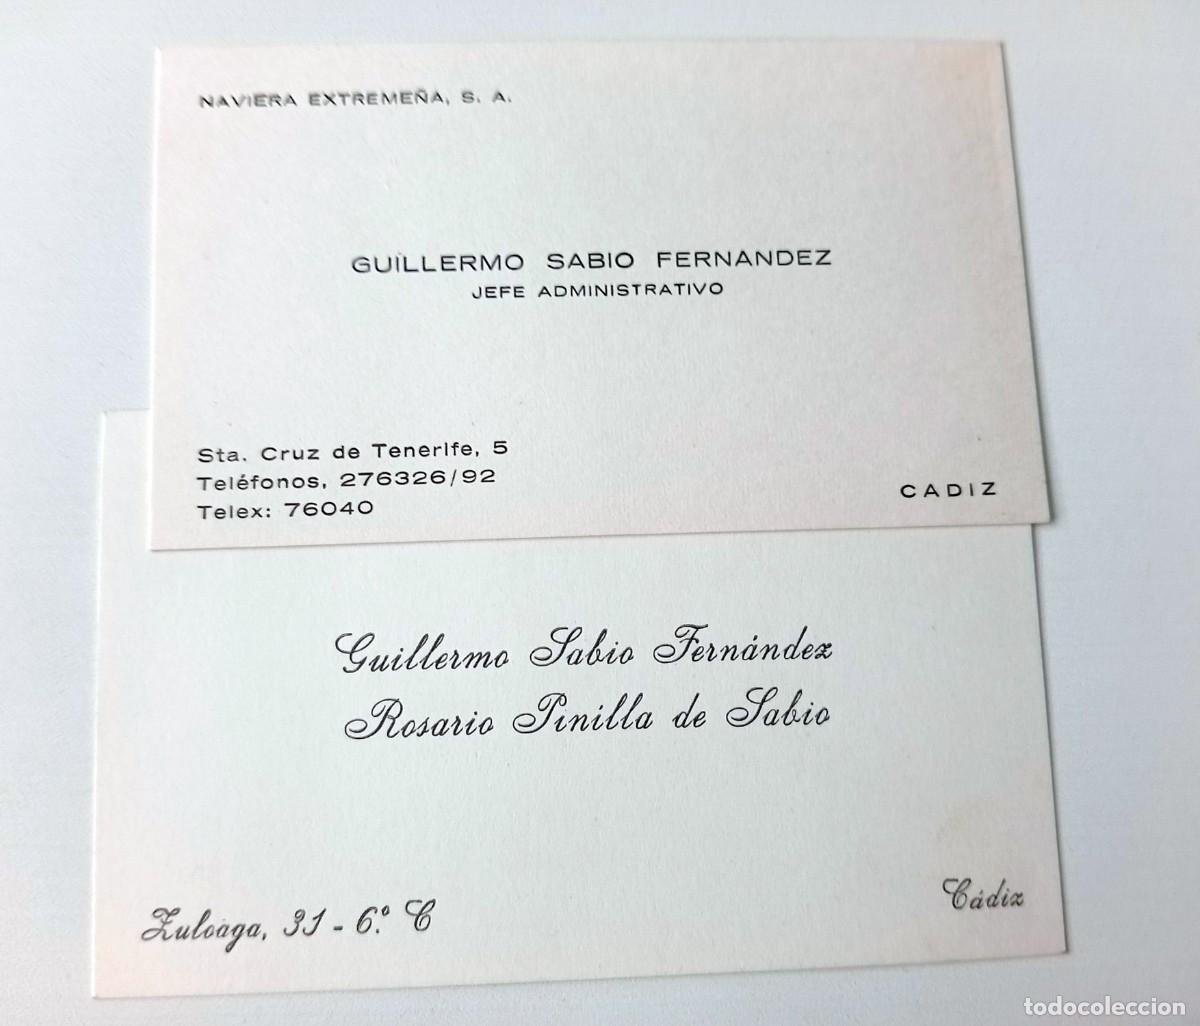 NAVIERA EXTREMEÑA, S. A.
GUILLERMO SABIO FERNANDEZ
JEFE ADMINISTRATIVO
Sta. Cruz de Tenerife, 5
Teléfonos, 276326/92
Telex: 76040
CADIZ
Guillermo Sabio Fernández
Rosario Pinilla de Sabio
Zuloaga, 31 - 6.º C
Cádiz
todocoleccion